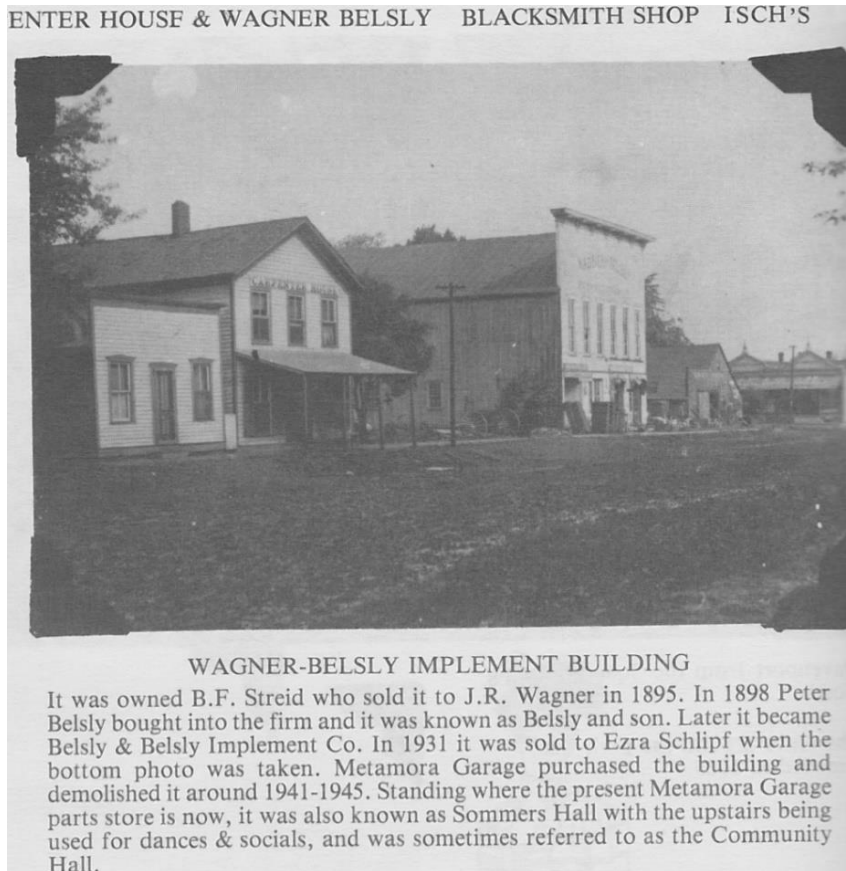 ENTER HOUSE & WAGNER BELSLY BLACKSMITH SHOP ISCH'S
CARPENTER HOUSE
WAGNER-BELSLY IMPLEMENT BUILDING
It was owned B.F. Streid who sold it to J.R. Wagner in 1895. In 1898 Peter
Belsly bought into the firm and it was known as Belsly and son. Later it became
Belsly & Belsly Implement Co. In 1931 it was sold to Ezra Schlipf when the
bottom photo was taken. Metamora Garage purchased the building and
demolished it around 1941-1945. Standing where the present Metamora Garage
parts store is now, it was also known as Sommers Hall with the upstairs being
used for dances & socials, and was sometimes referred to as the Community
Hall.